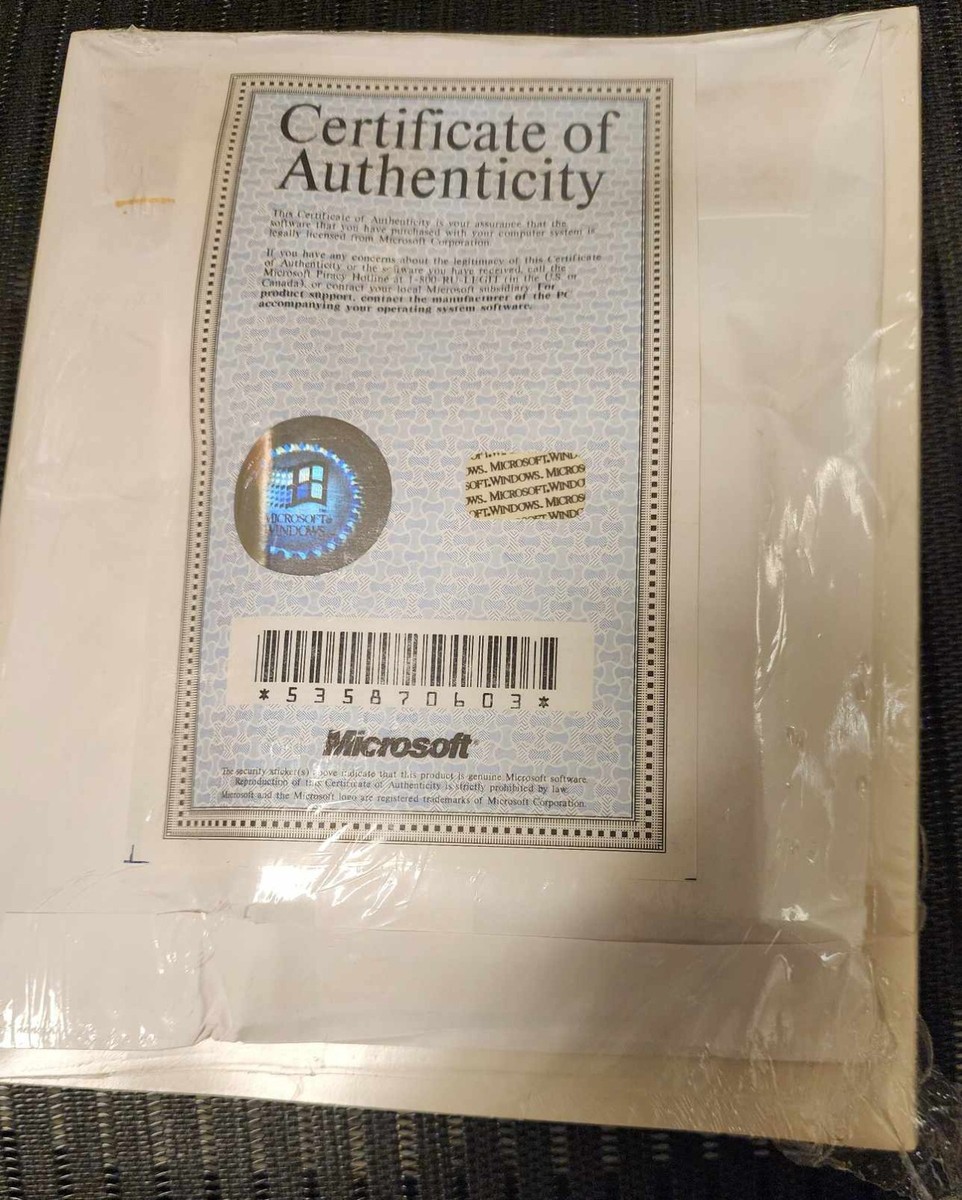 Certificate of
Authenticity
This Certificate of Authenticity is your assurance that the
software that you have purchased with your computer system is
legally licensed from Microsoft Corporation.
If you have any concerns about the legitimacy of this Certificate
of Authenticity or the software you have received, call the
Microsoft Piracy Hotline at 1-800-RU-LEGIT (in the U.S. or
Canada), or contact your local Microsoft subsidiary. For
product support, contact the manufacturer of the PC
accompanying your operating system software.
MICROSOFT®
WINDOWS™
WS. MICROSOFT.WIND
SOFT.WINDOWS. MICROS
WS. MICROSOFT.WINDO
OFT.WINDOWS. MICROS
OFT.WINDO
*535870603*
Microsoft®
The security sticker(s) above indicate that this product is genuine Microsoft software.
Reproduction of this Certificate of Authenticity is strictly prohibited by law.
Microsoft and the Microsoft logo are registered trademarks of Microsoft Corporation.